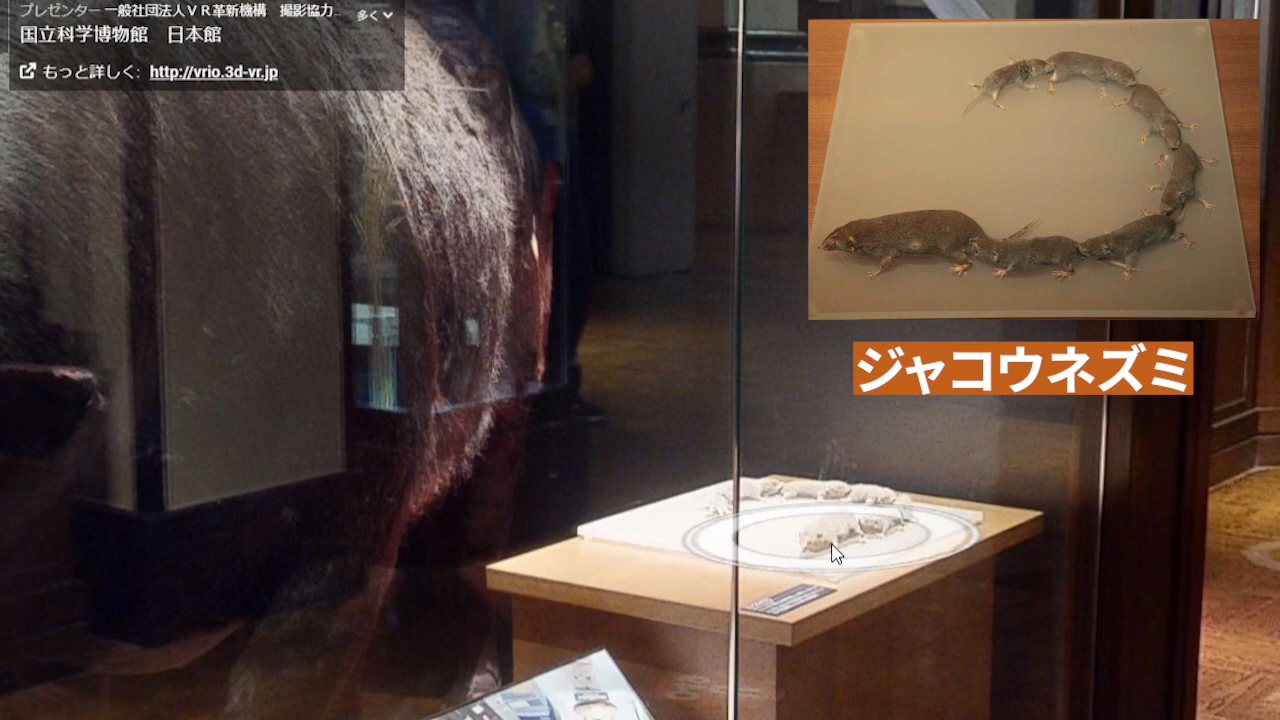 プレゼンター 一般社団法人ＶＲ革新機構　撮影協力...
多く
国立科学博物館　日本館
もっと詳しく: http://vrio.3d-vr.jp
ジャコウネズミ